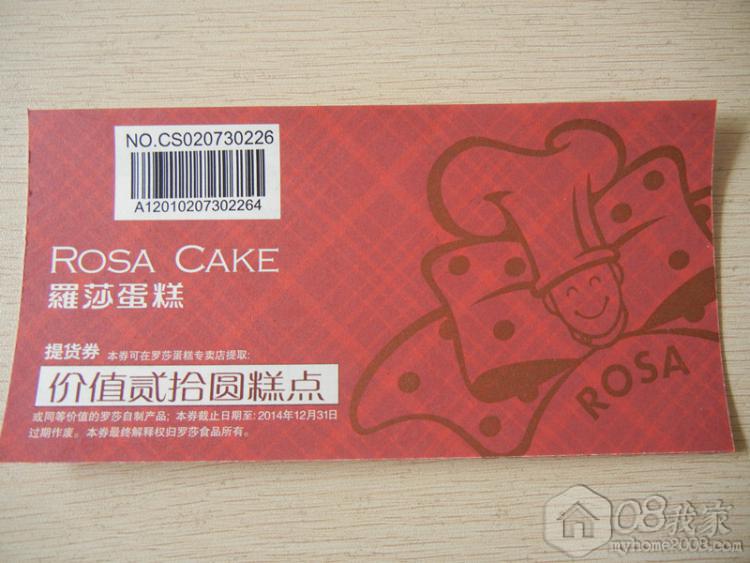 NO.CS020730226
A12010207302264
ROSA CAKE
羅莎蛋糕
提货券 本券可在罗莎蛋糕专卖店提取:
价值贰拾圆糕点
或同等价值的罗莎自制产品; 本券截止日期至: 2014年12月31日
过期作废。本券最终解释权归罗莎食品所有。
ROSA
08我家
myhome2008.com